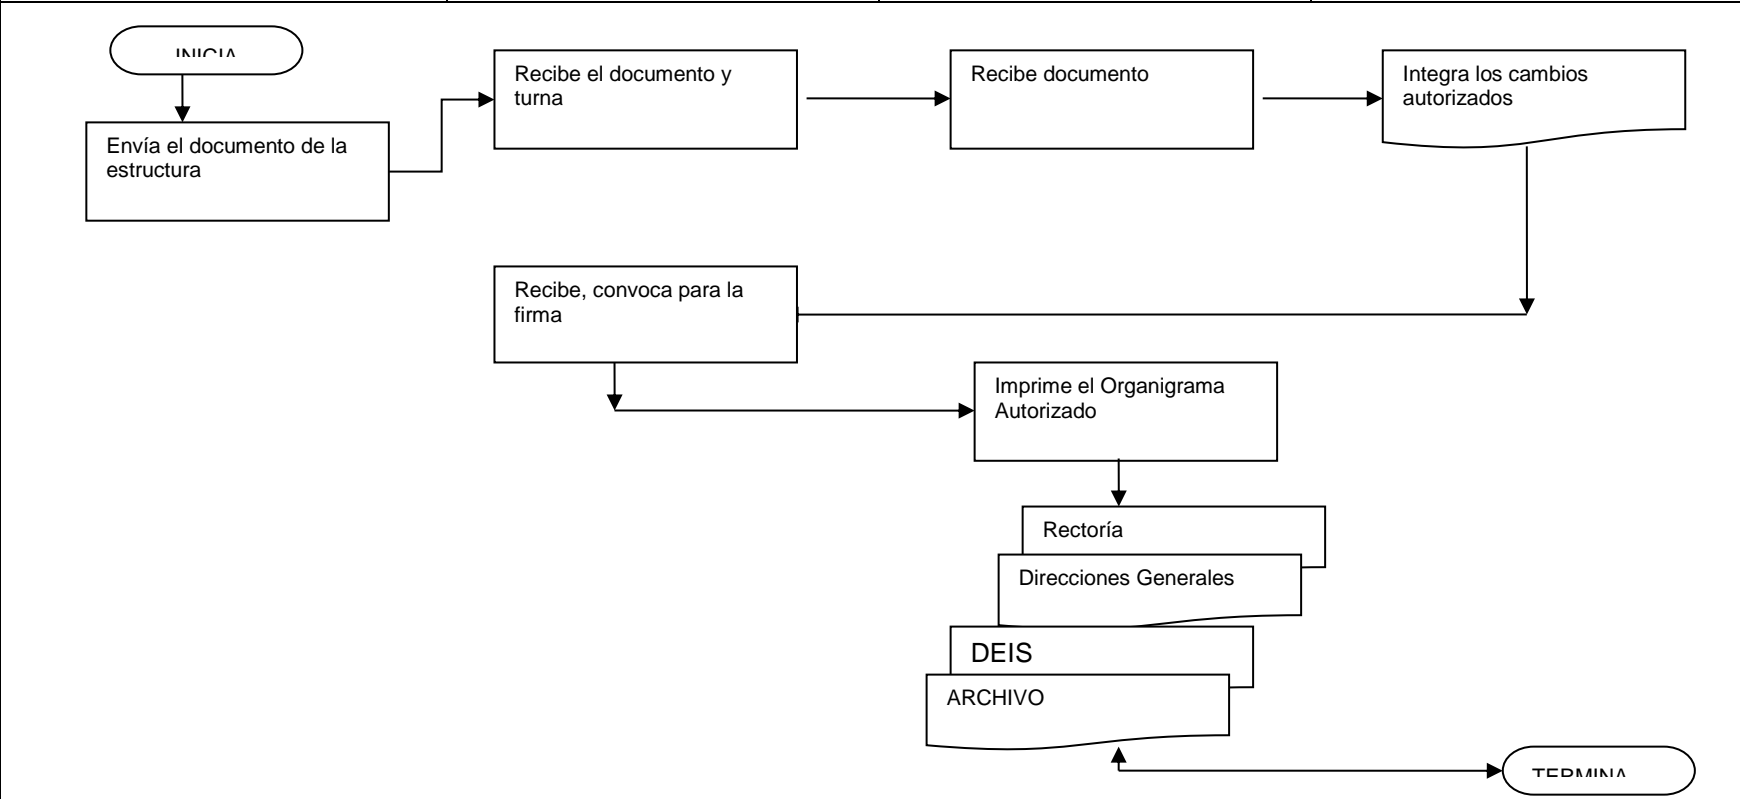 INICIA
Envía el documento de la
estructura
Recibe el documento y
turna
Recibe documento
Integra los cambios
autorizados
Recibe, convoca para la
firma
Imprime el Organigrama
Autorizado
Rectoría
Direcciones Generales
DEIS
ARCHIVO
TERMINA